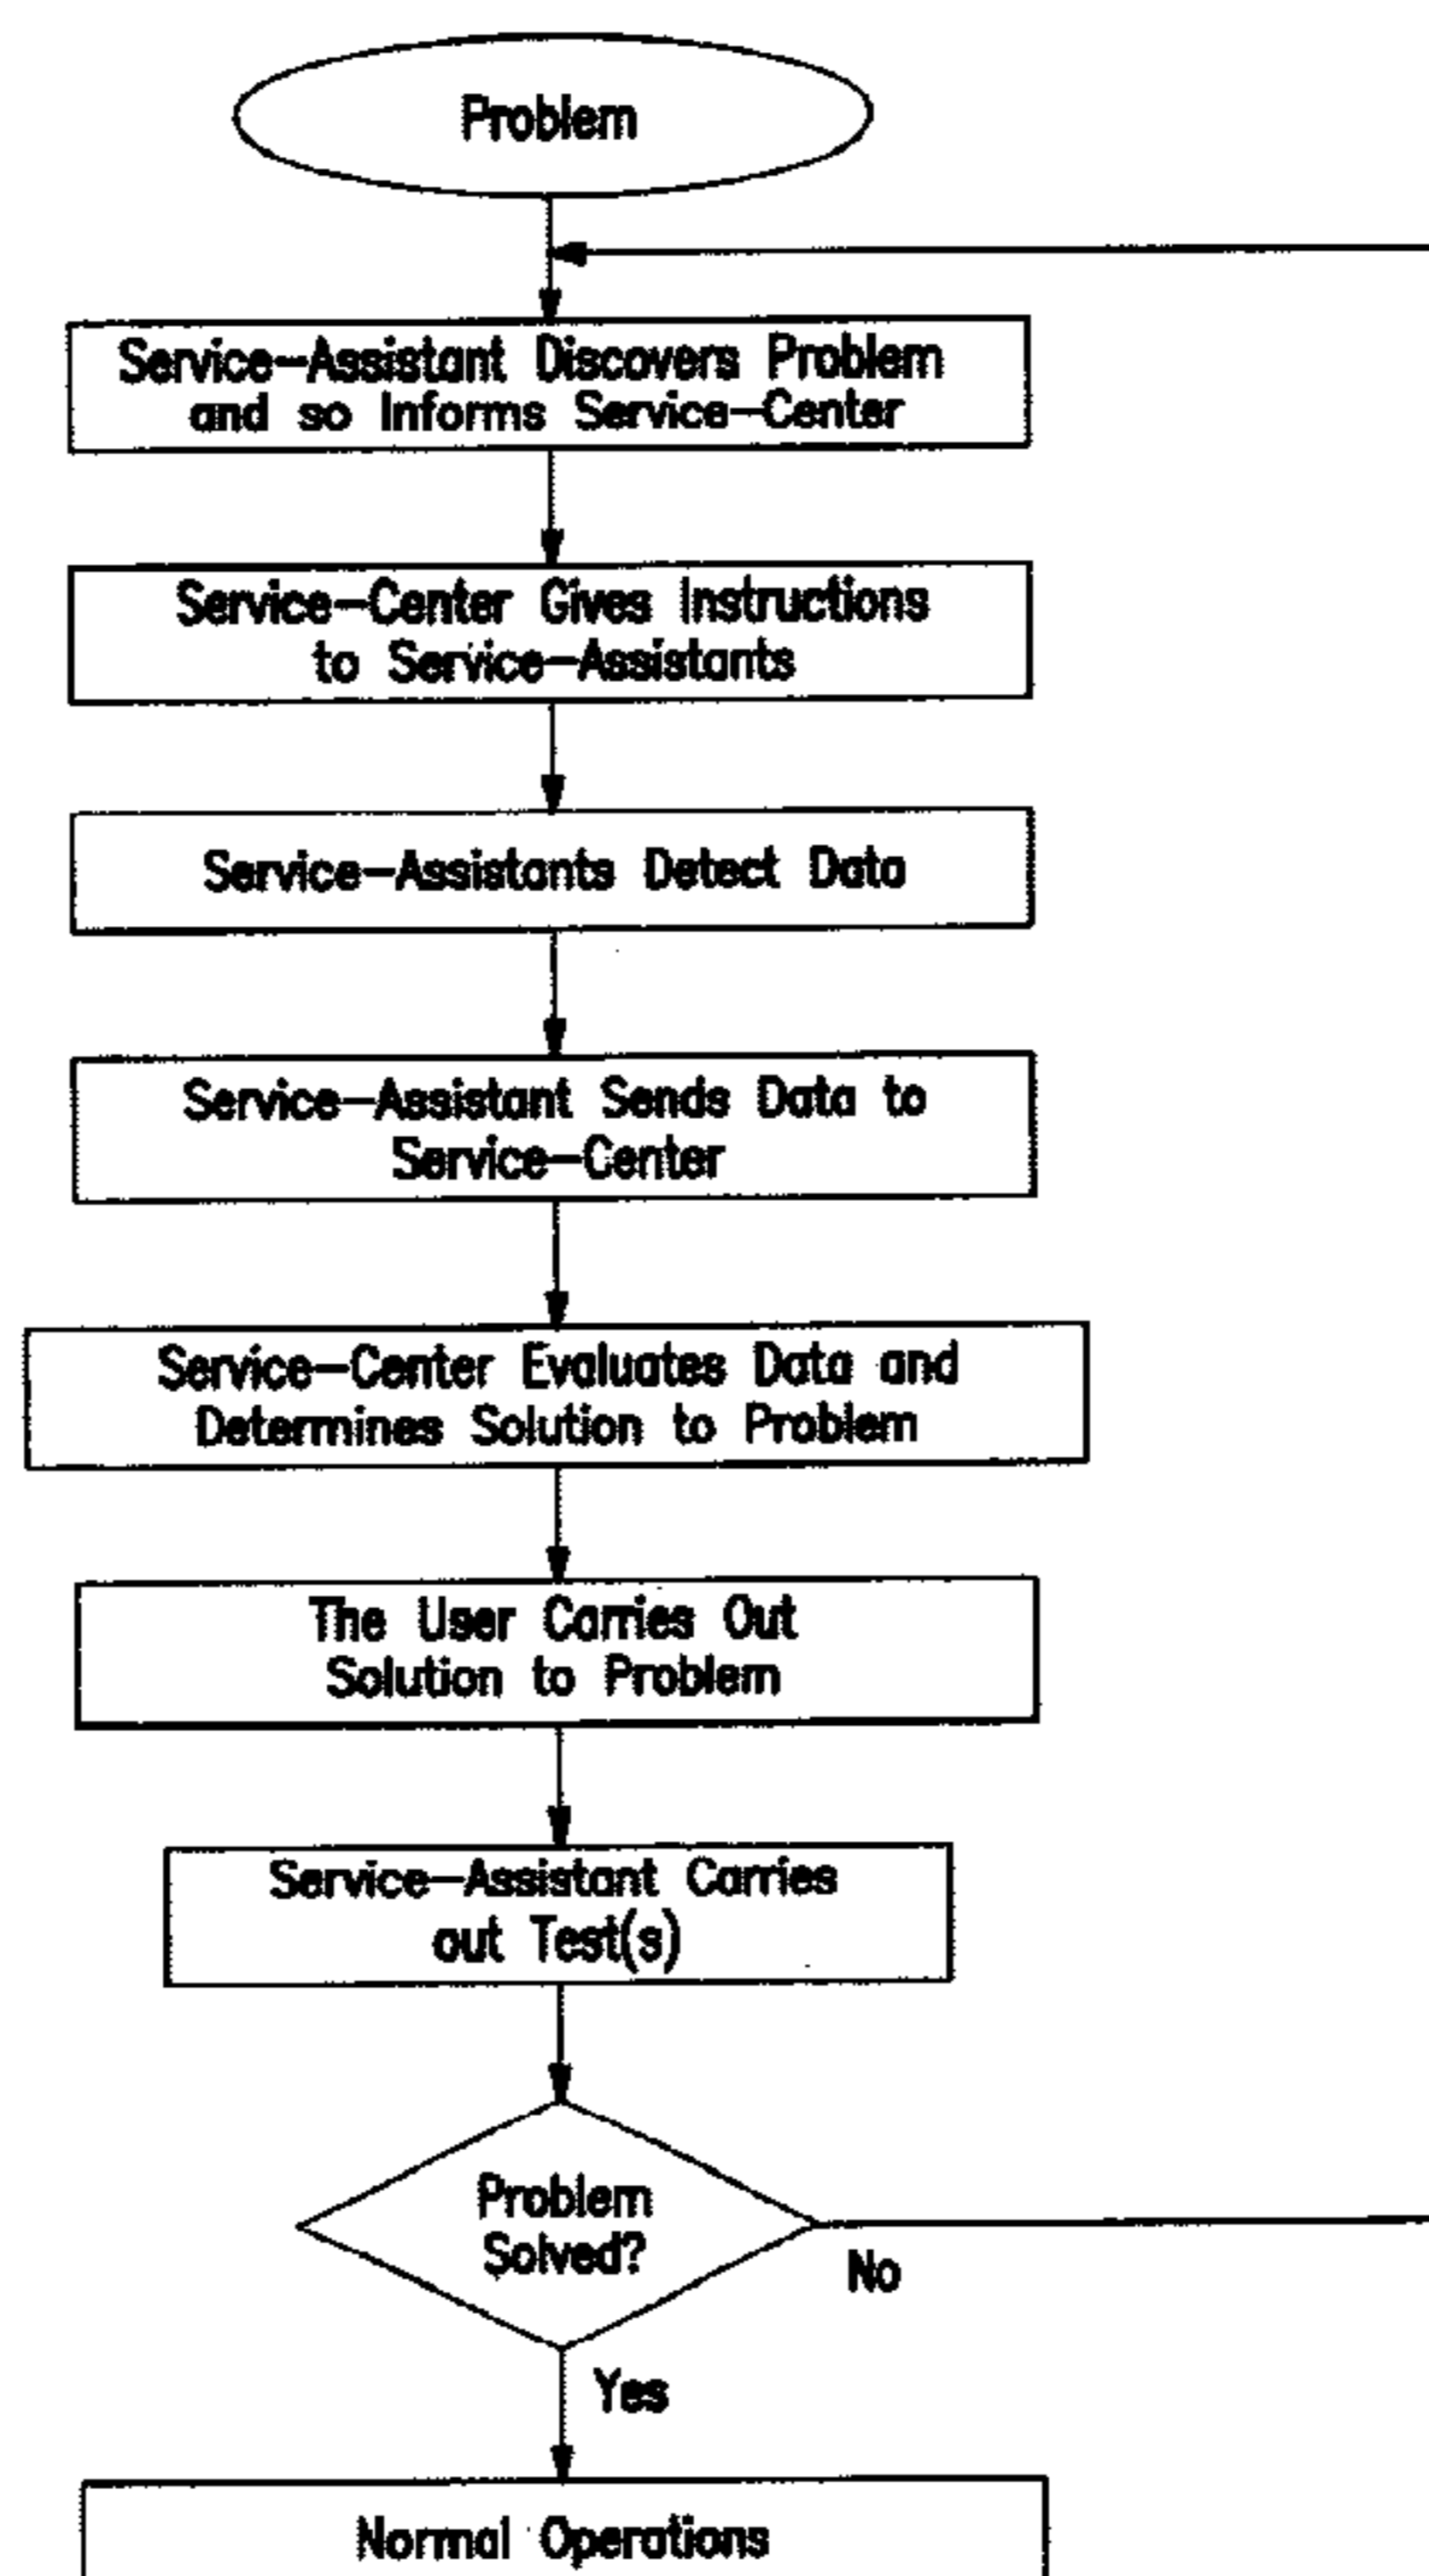 Problem
Service-Assistant Discovers Problem
and so Informs Service-Center
Service-Center Gives Instructions
to Service-Assistants
Service-Assistants Detect Data
Service-Assistant Sends Data to
Service-Center
Service-Center Evaluates Data and
Determines Solution to Problem
The User Carries Out
Solution to Problem
Service-Assistant Carries
out Test(s)
Problem
Solved?
No
Yes
Normal Operations